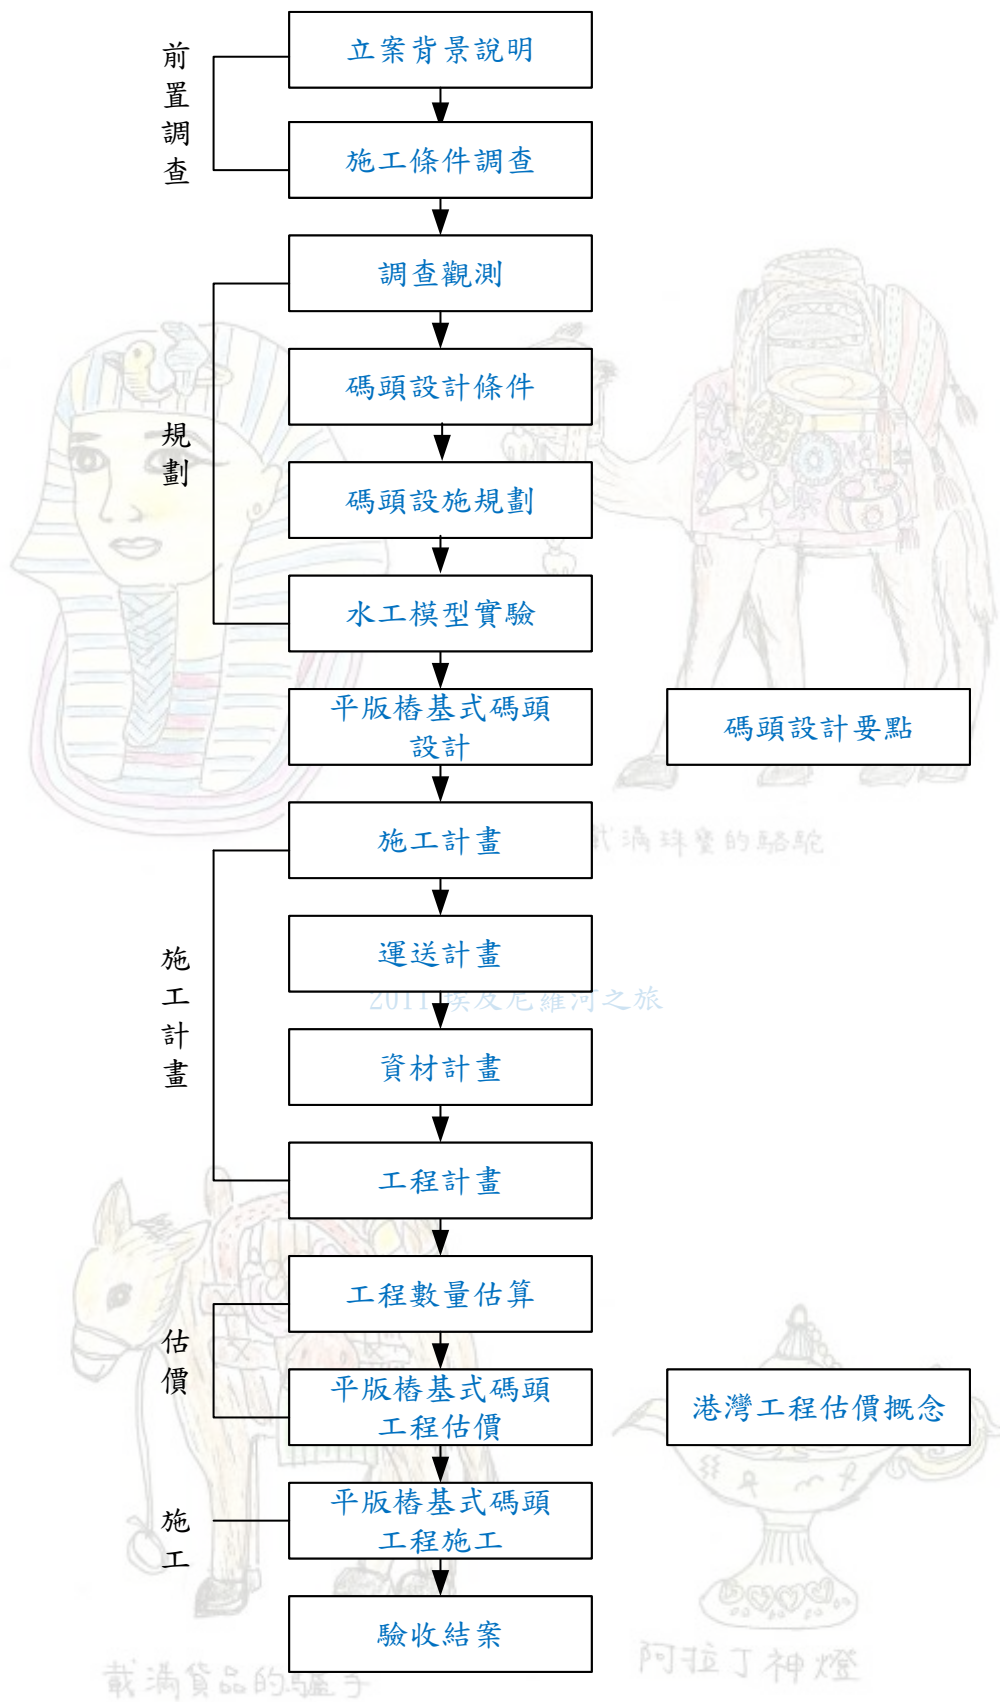 前置調查
立案背景說明
施工條件調查
規劃
調查觀測
碼頭設計條件
碼頭設施規劃
水工模型實驗
平版樁基式碼頭
設計
碼頭設計要點
載滿珠寶的駱駝
施工計畫
施工計畫
運送計畫
2011 埃及尼羅河之旅
資材計畫
工程計畫
估價
工程數量估算
平版樁基式碼頭
工程估價
港灣工程估價概念
施工
平版樁基式碼頭
工程施工
驗收結案
載滿貨品的驢子
阿拉丁神燈